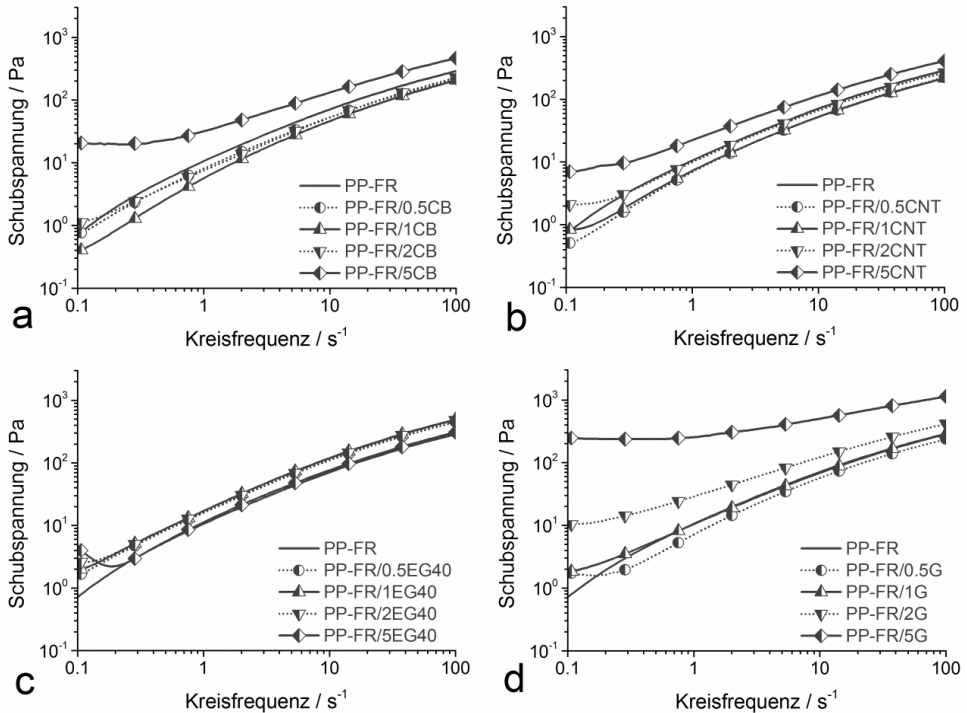 10³
10²
10¹
10⁰
10⁻¹
Schubspannung / Pa
PP-FR
PP-FR/0.5CB
PP-FR/1CB
PP-FR/2CB
PP-FR/5CB
0.1 1 10 100
Kreisfrequenz / s⁻¹
a
10³
10²
10¹
10⁰
10⁻¹
Schubspannung / Pa
PP-FR
PP-FR/0.5CNT
PP-FR/1CNT
PP-FR/2CNT
PP-FR/5CNT
0.1 1 10 100
Kreisfrequenz / s⁻¹
b
10³
10²
10¹
10⁰
10⁻¹
Schubspannung / Pa
PP-FR
PP-FR/0.5EG40
PP-FR/1EG40
PP-FR/2EG40
PP-FR/5EG40
0.1 1 10 100
Kreisfrequenz / s⁻¹
c
10³
10²
10¹
10⁰
10⁻¹
Schubspannung / Pa
PP-FR
PP-FR/0.5G
PP-FR/1G
PP-FR/2G
PP-FR/5G
0.1 1 10 100
Kreisfrequenz / s⁻¹
d